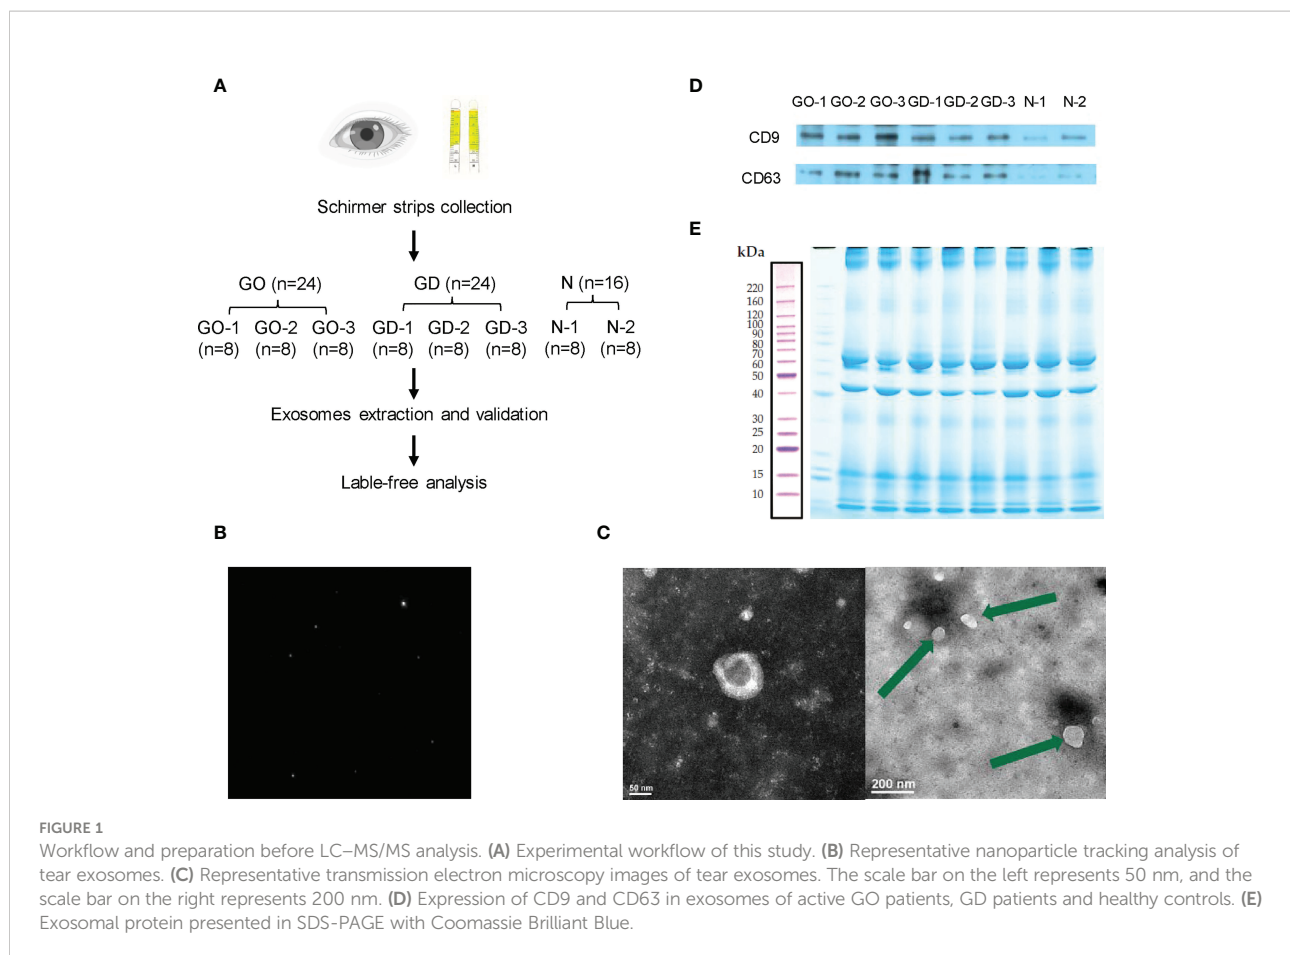 A
Schirmer strips collection
GO (n=24) GD (n=24) N (n=16)
GO-1 GO-2 GO-3 GD-1 GD-2 GD-3 N-1 N-2
(n=8) (n=8) (n=8) (n=8) (n=8) (n=8) (n=8) (n=8)
Exosomes extraction and validation
Lable-free analysis
D
GO-1 GO-2 GO-3 GD-1 GD-2 GD-3 N-1 N-2
CD9
CD63
E
kDa
220
160
120
100
90
80
70
60
50
40
30
25
20
15
10
B
C
50 nm
200 nm
FIGURE 1
Workflow and preparation before LC–MS/MS analysis. (A) Experimental workflow of this study. (B) Representative nanoparticle tracking analysis of
tear exosomes. (C) Representative transmission electron microscopy images of tear exosomes. The scale bar on the left represents 50 nm, and the
scale bar on the right represents 200 nm. (D) Expression of CD9 and CD63 in exosomes of active GO patients, GD patients and healthy controls. (E)
Exosomal protein presented in SDS-PAGE with Coomassie Brilliant Blue.